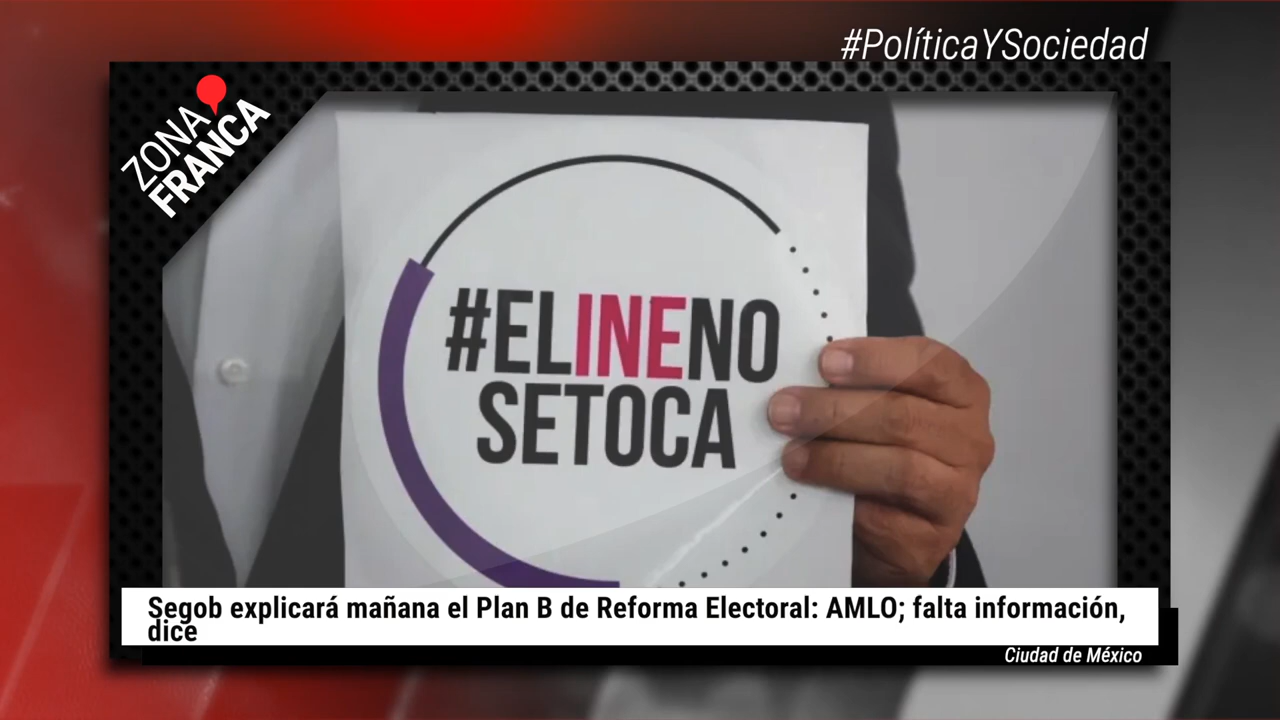 #PolíticaYSociedad
ZONA
FRANCA
#ELINENO
SETOCA
Segob explicará mañana el Plan B de Reforma Electoral: AMLO; falta información,
dice
Ciudad de México